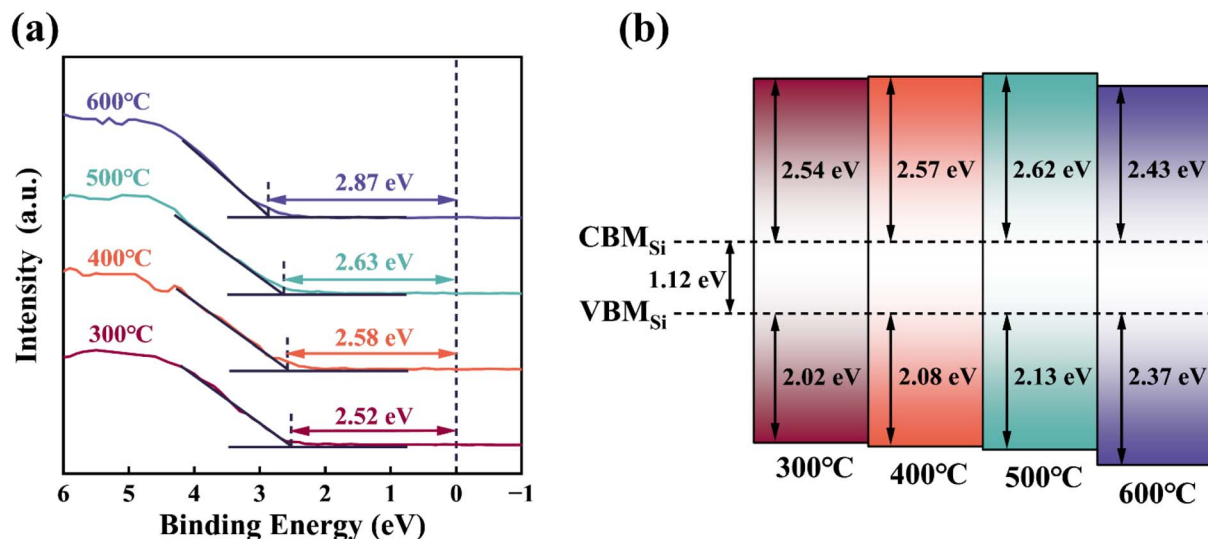 (a)
Intensity (a.u.)
600°C
2.87 eV
500°C
2.63 eV
400°C
2.58 eV
300°C
2.52 eV
6 5 4 3 2 1 0 −1
Binding Energy (eV)
(b)
2.54 eV 2.57 eV 2.62 eV 2.43 eV
CBMSi
1.12 eV
VBMSi
2.02 eV 2.08 eV 2.13 eV 2.37 eV
300°C 400°C 500°C 600°C